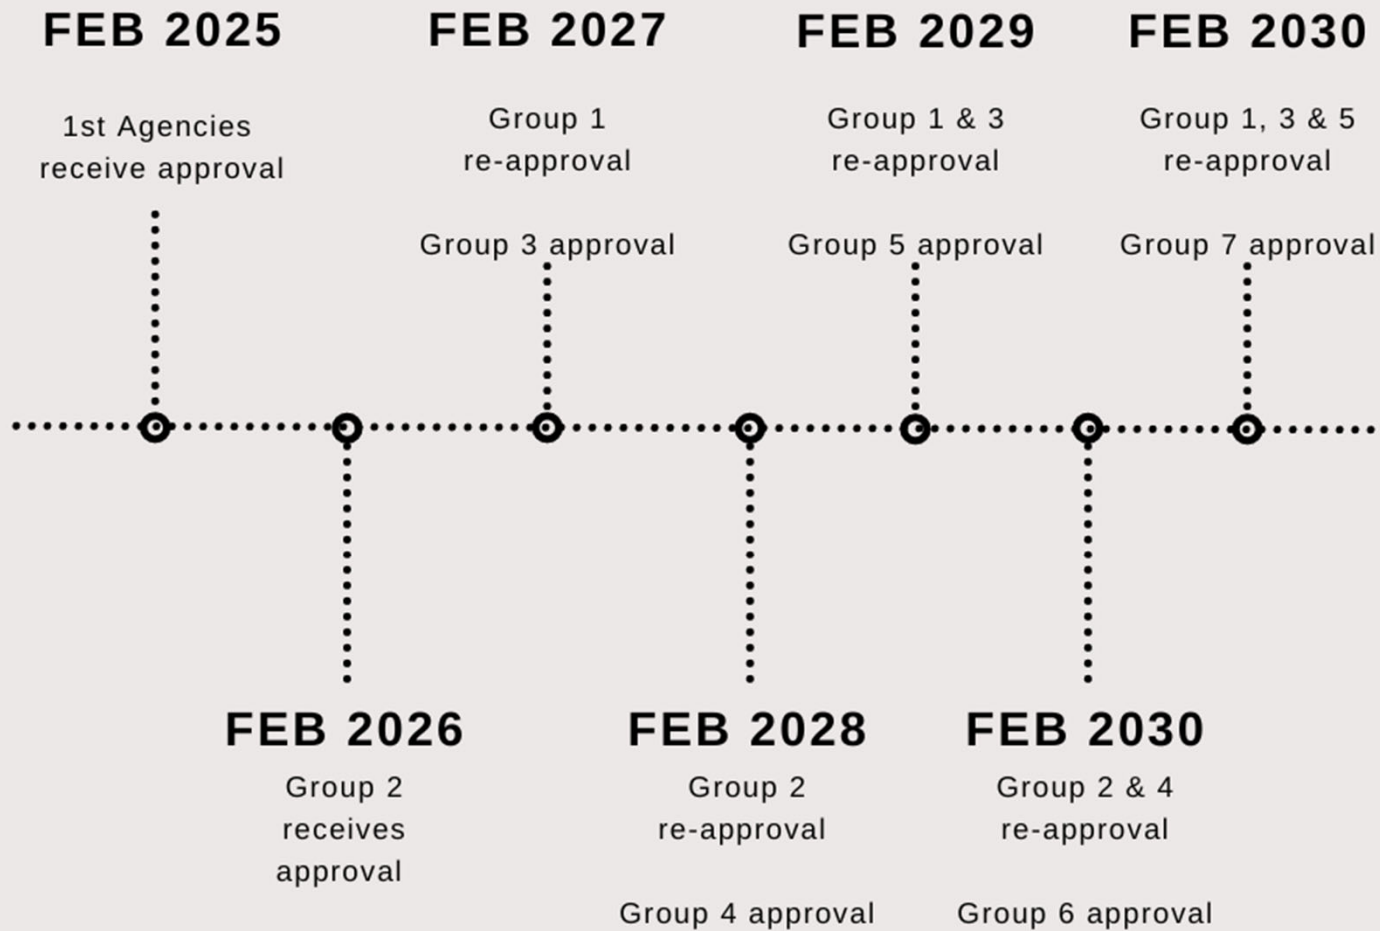 FEB 2025
1st Agencies
receive approval
FEB 2027
Group 1
re-approval
Group 3 approval
FEB 2029
Group 1 & 3
re-approval
Group 5 approval
FEB 2030
Group 1, 3 & 5
re-approval
Group 7 approval
FEB 2026
Group 2
receives
approval
FEB 2028
Group 2
re-approval
Group 4 approval
FEB 2030
Group 2 & 4
re-approval
Group 6 approval